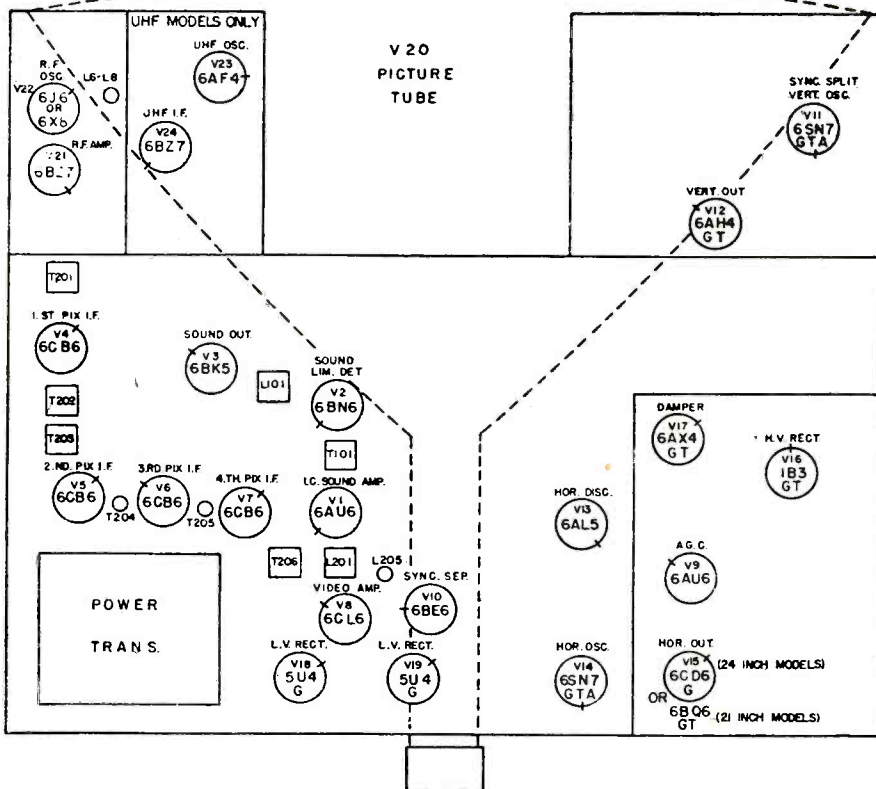 UHF MODELS ONLY
R.F.
OSC.
L6-L8
V22
6J6
OR
6X8
R.F. AMP.
V21
UHF OSC.
V23
6AF4
UHF I.F.
V24
6BZ7
V20
PICTURE
TUBE
SYNC. SPLIT
VERT. OSC.
V11
6SN7
GTA
VERT. OUT
V12
6AH4
GT
T201
1. ST PIX I.F.
V4
6CB6
SOUND OUT.
V3
6BK5
L101
SOUND
LIM. DET
V2
6BN6
T202
T203
T101
2.ND. PIX I.F.
V5
6CB6
T204
3.RD PIX I.F.
V6
6CB6
T205
4.TH. PIX I.F.
V7
6CB6
I.C. SOUND AMP.
V1
6AU6
T206
L201
L205
VIDEO AMP.
V8
6CL6
SYNC. SEP.
V10
6BE6
POWER
TRANS.
L.V. RECT.
V18
5U4
G
L.V. RECT.
V19
5U4
G
DAMPER
V17
6AX4
GT
H.V. RECT
V16
1B3
GT
HOR. DISC.
V13
6AL5
A.G.C.
V9
6AU6
HOR. OSC.
V14
6SN7
GTA
HOR. OUT.
V15
6CD6
G
(24 INCH MODELS)
OR
6BQ6
GT
(21 INCH MODELS)